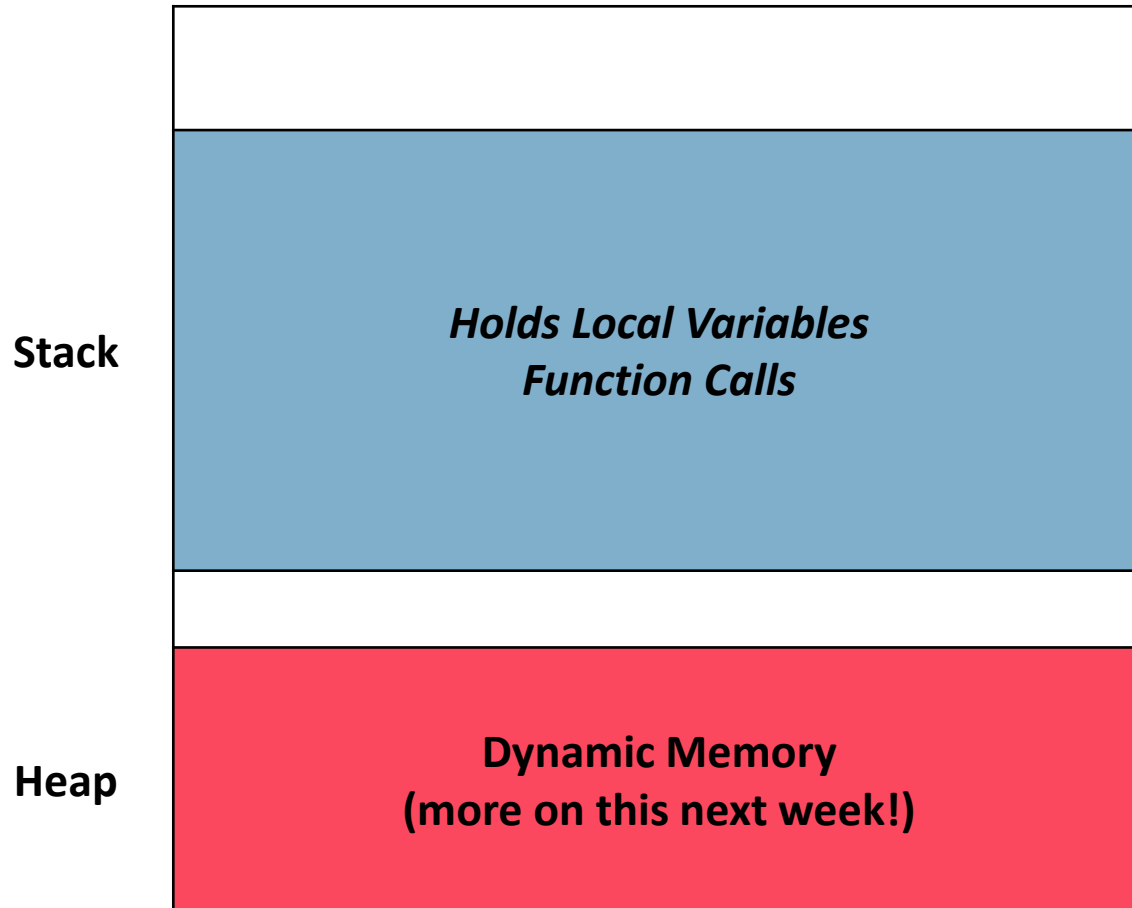 Stack
Holds Local Variables
Function Calls
Heap
Dynamic Memory
(more on this next week!)